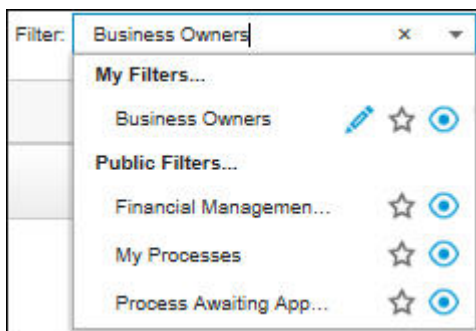 Filter: Business Owners
My Filters...
Business Owners
Public Filters...
Financial Managemen...
My Processes
Process Awaiting App...